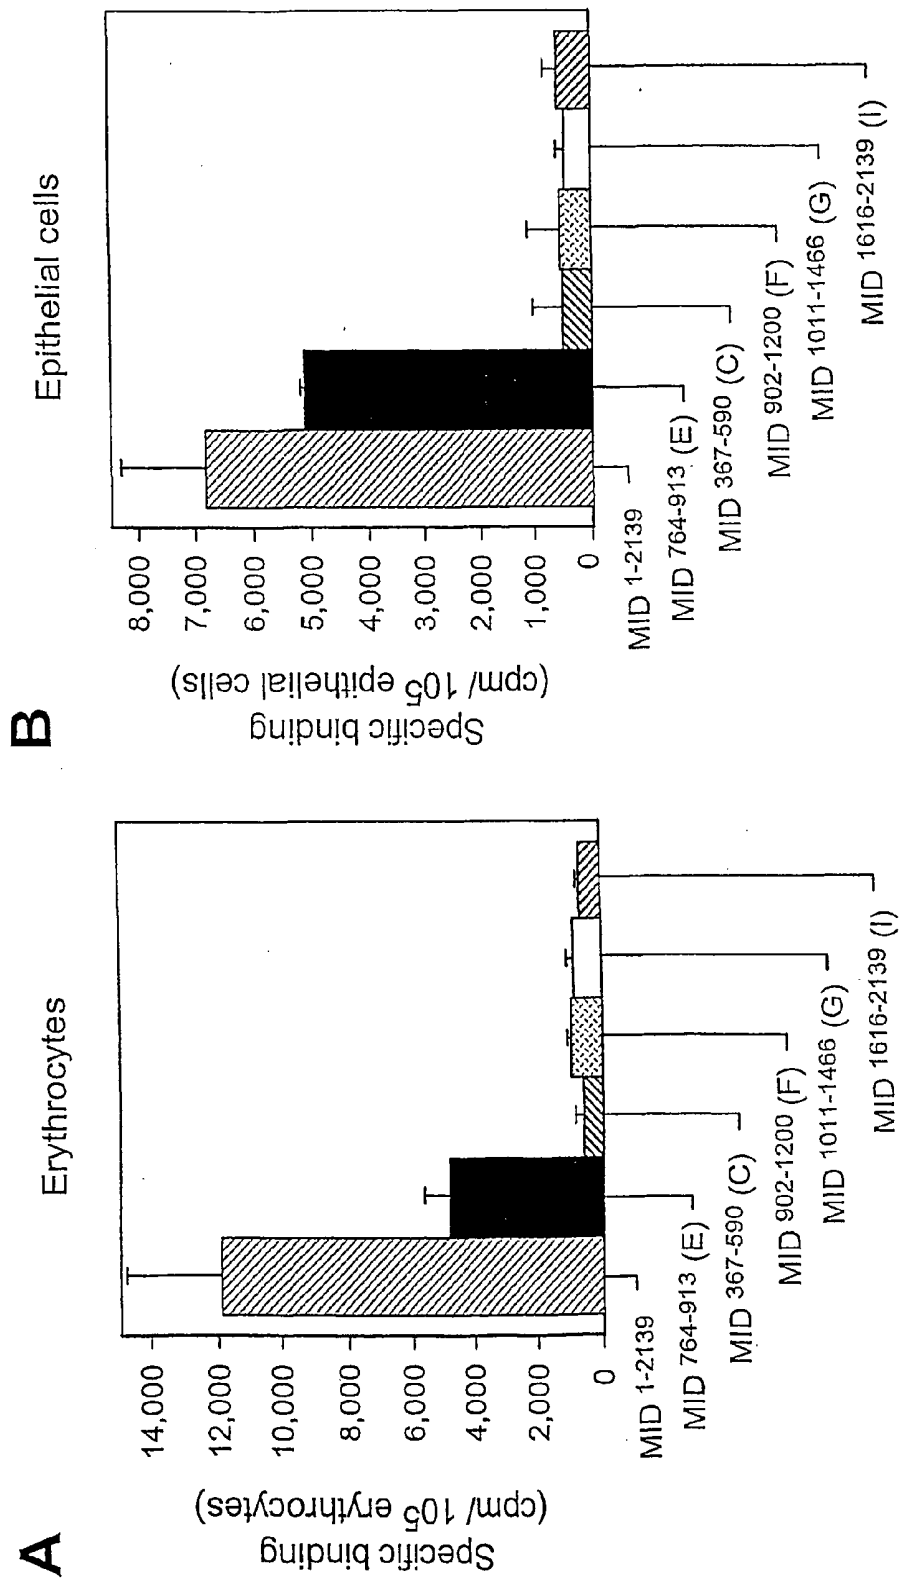 A
Erythrocytes
Specific binding
(cpm/ 10⁵ erythrocytes)
14,000
12,000
10,000
8,000
6,000
4,000
2,000
0
MID 1-2139
MID 764-913 (E)
MID 367-590 (C)
MID 902-1200 (F)
MID 1011-1466 (G)
MID 1616-2139 (I)
B
Epithelial cells
Specific binding
(cpm/ 10⁵ epithelial cells)
8,000
7,000
6,000
5,000
4,000
3,000
2,000
1,000
0
MID 1-2139
MID 764-913 (E)
MID 367-590 (C)
MID 902-1200 (F)
MID 1011-1466 (G)
MID 1616-2139 (I)